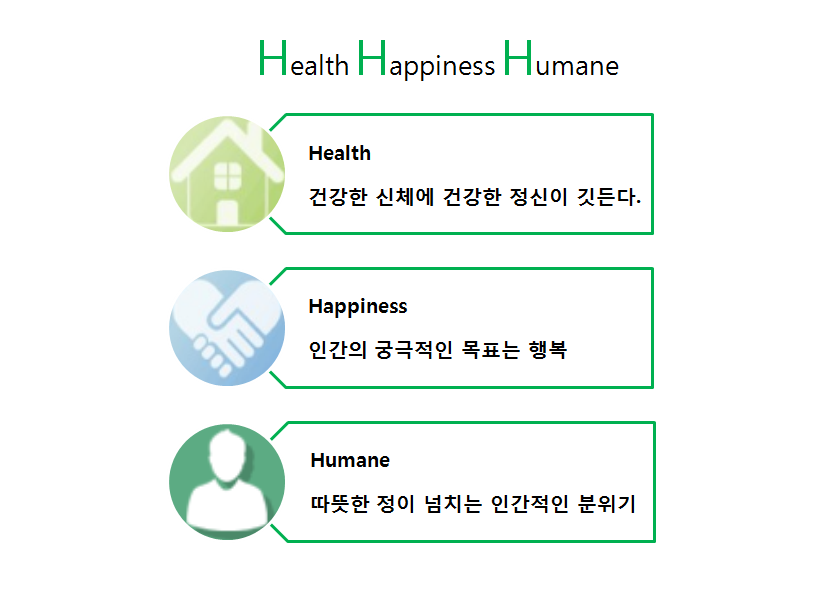 Health Happiness Humane
Health
건강한 신체에 건강한 정신이 깃든다.
Happiness
인간의 궁극적인 목표는 행복
Humane
따뜻한 정이 넘치는 인간적인 분위기